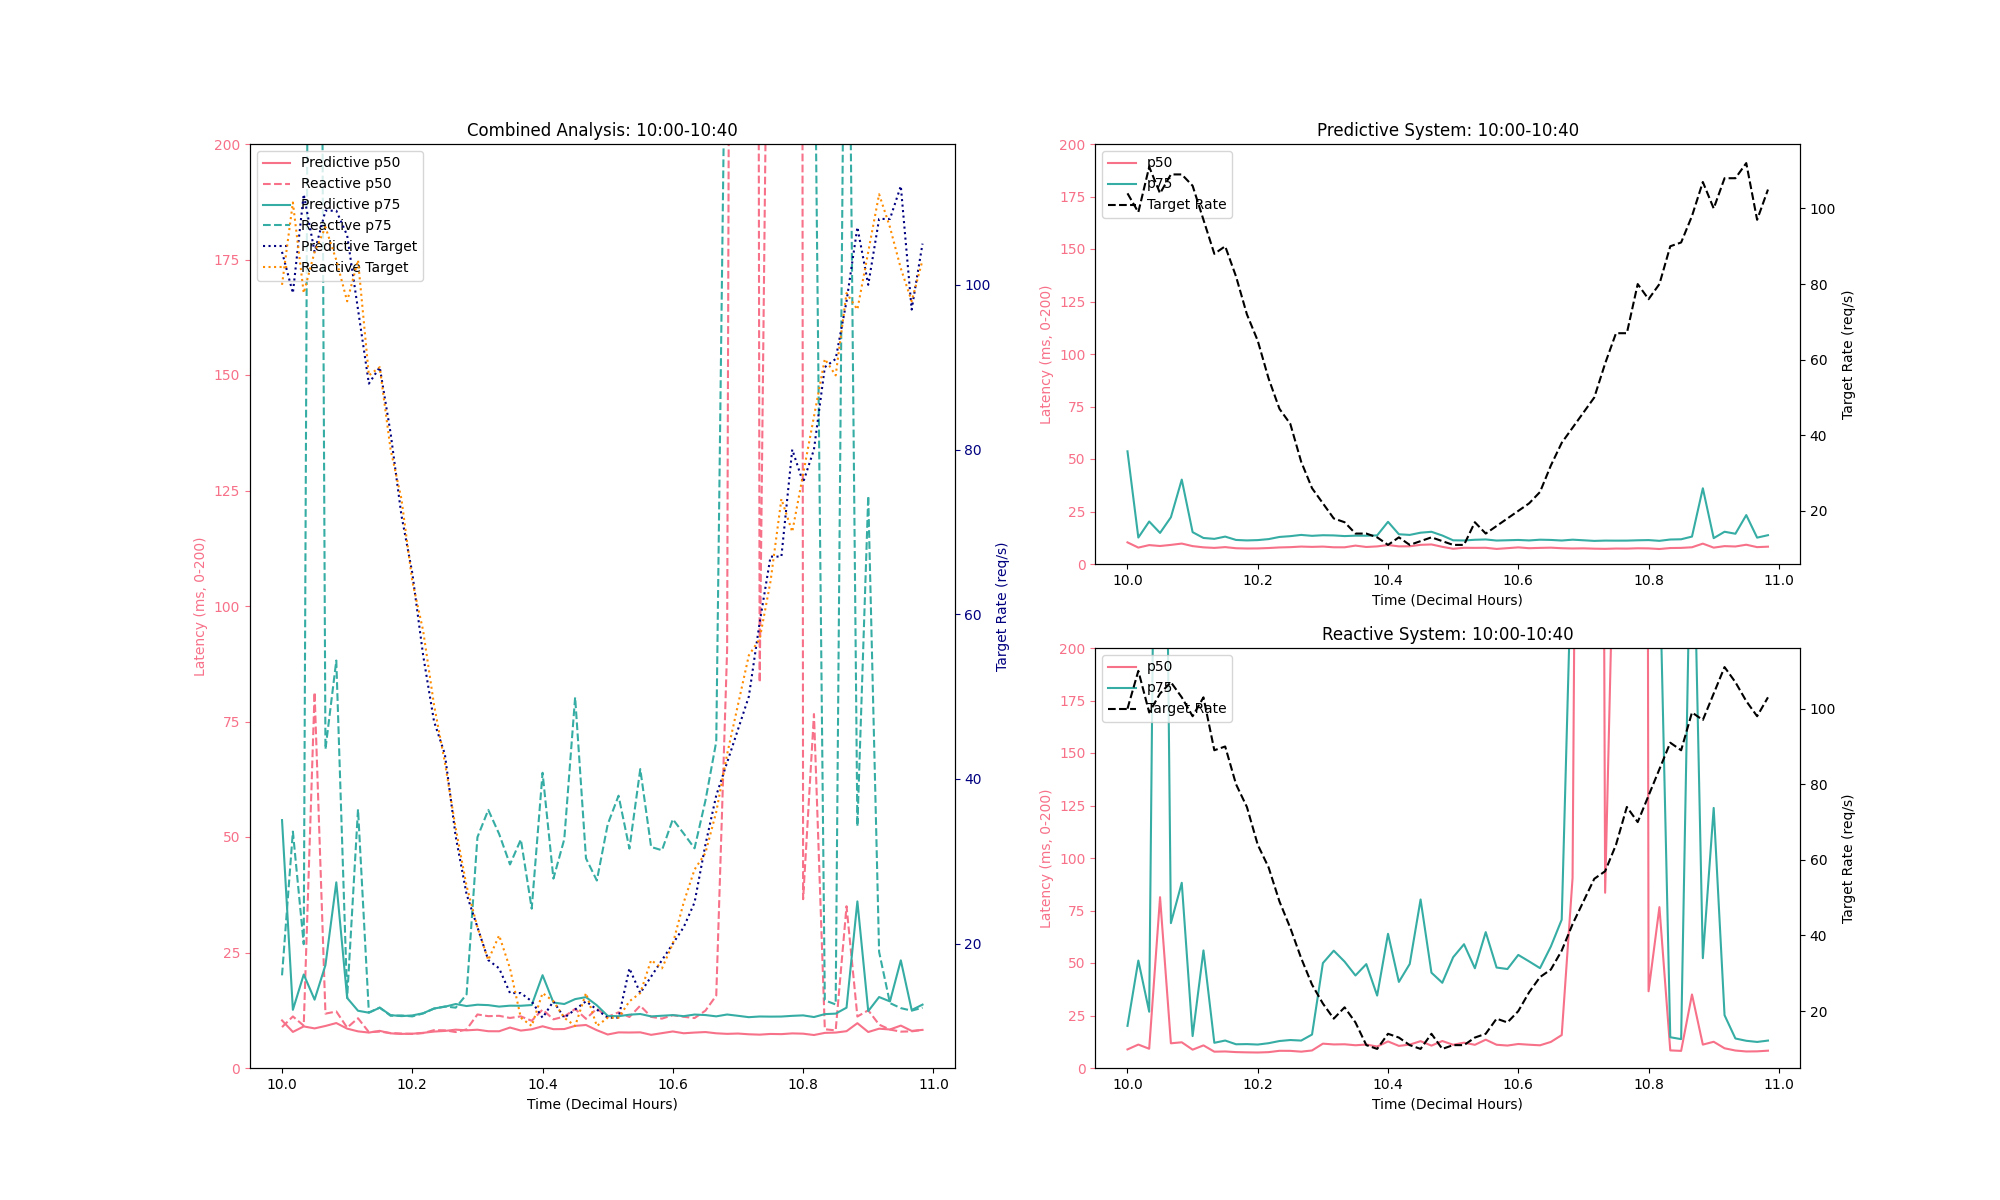 Combined Analysis: 10:00-10:40
Predictive p50
Reactive p50
Predictive p75
Reactive p75
Predictive Target
Reactive Target
200
175
150
125
100
75
50
25
0
Latency (ms, 0-200)
100
80
60
40
20
Target Rate (req/s)
10.0 10.2 10.4 10.6 10.8 11.0
Time (Decimal Hours)
Predictive System: 10:00-10:40
p50
p75
Target Rate
200
175
150
125
100
75
50
25
0
Latency (ms, 0-200)
100
80
60
40
20
Target Rate (req/s)
10.0 10.2 10.4 10.6 10.8 11.0
Time (Decimal Hours)
Reactive System: 10:00-10:40
p50
p75
Target Rate
200
175
150
125
100
75
50
25
0
Latency (ms, 0-200)
100
80
60
40
20
Target Rate (req/s)
10.0 10.2 10.4 10.6 10.8 11.0
Time (Decimal Hours)